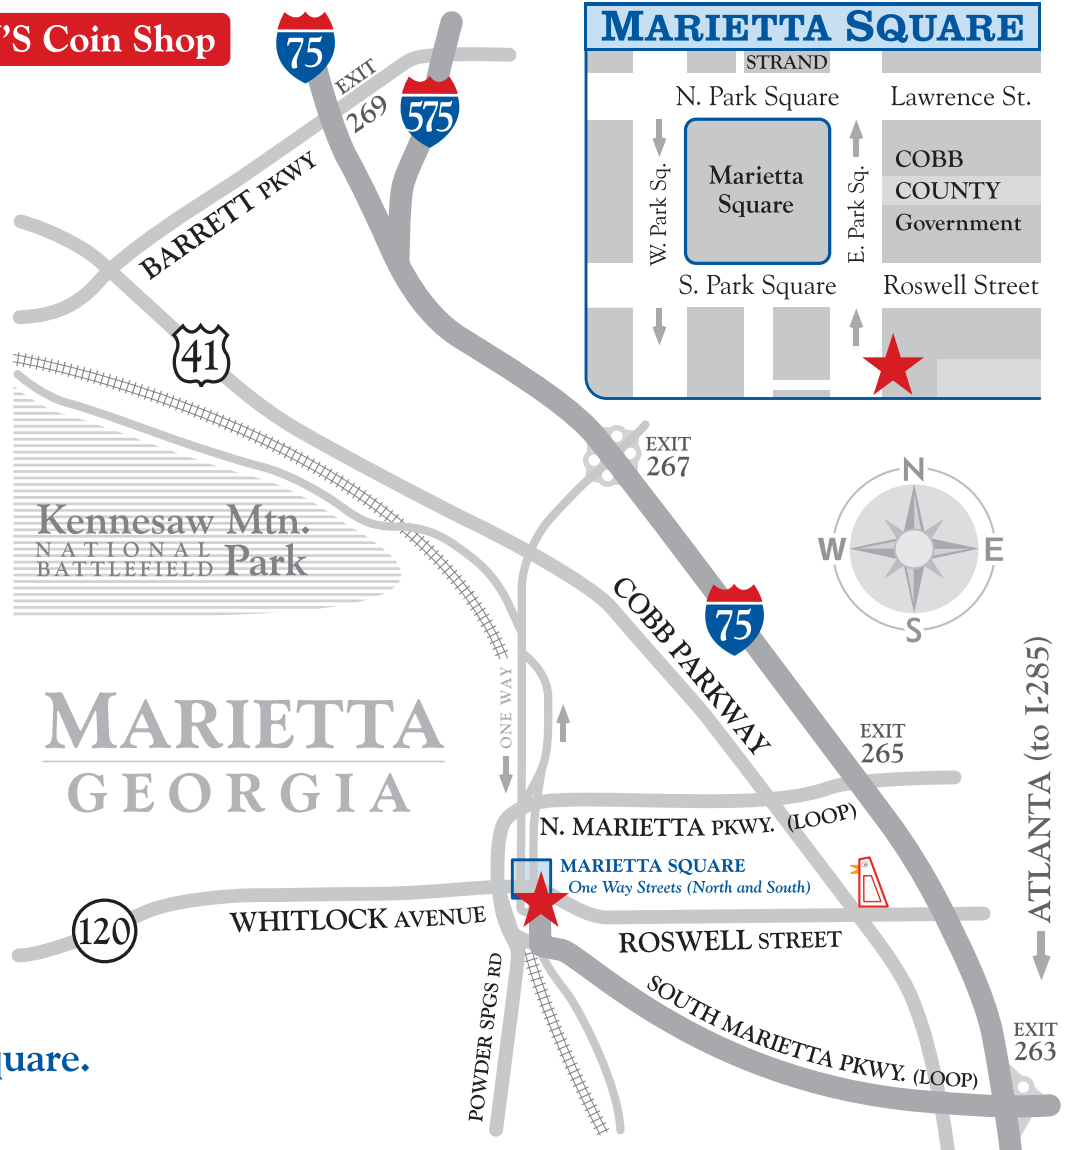 'S Coin Shop
75
EXIT
269
575
BARRETT PKWY
MARIETTA SQUARE
STRAND
N. Park Square
Lawrence St.
W. Park Sq.
Marietta
Square
E. Park Sq.
COBB
COUNTY
Government
S. Park Square
Roswell Street
41
EXIT
267
Kennesaw Mtn.
NATIONAL
BATTLEFIELD Park
N
W
E
S
COBB PARKWAY
75
ATLANTA (to I-285)
MARIETTA
GEORGIA
ONE WAY
EXIT
265
N. MARIETTA PKWY. (LOOP)
MARIETTA SQUARE
One Way Streets (North and South)
120
WHITLOCK AVENUE
ROSWELL STREET
POWDER SPGS RD
SOUTH MARIETTA PKWY. (LOOP)
EXIT
263
quare.